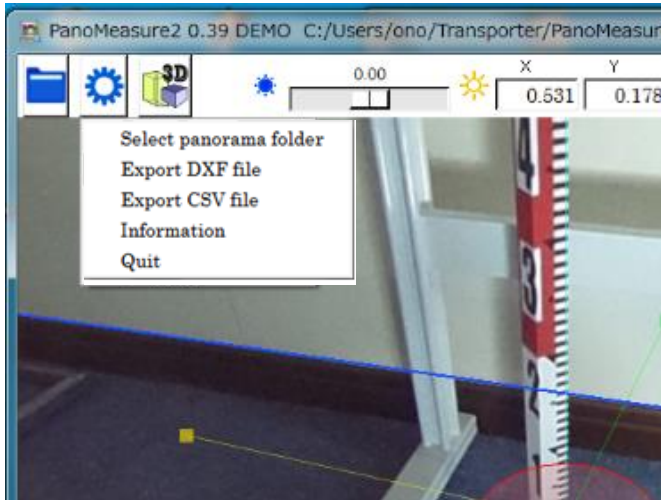 PanoMeasure2 0.39 DEMO C:/Users/ono/Transporter/PanoMeasur
3D
0.00
X
Y
0.531
0.178
Select panorama folder
Export DXF file
Export CSV file
Information
Quit
4
3
2